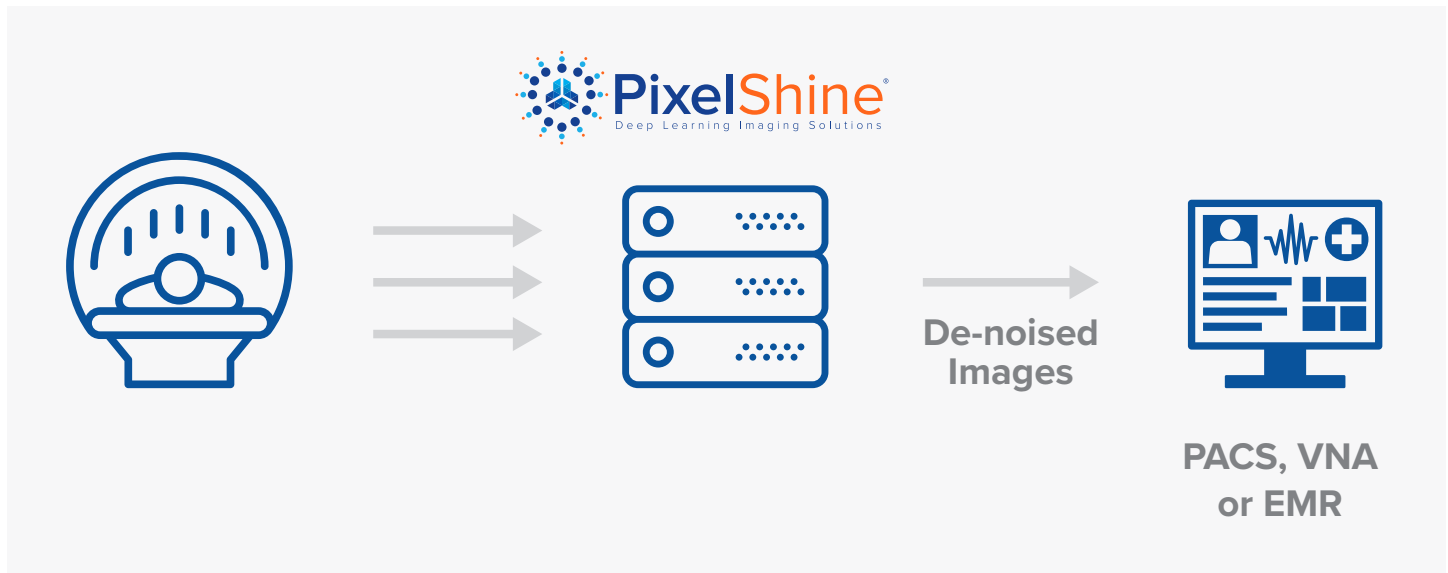 PixelShine®
Deep Learning Imaging Solutions
De-noised
Images
PACS, VNA
or EMR